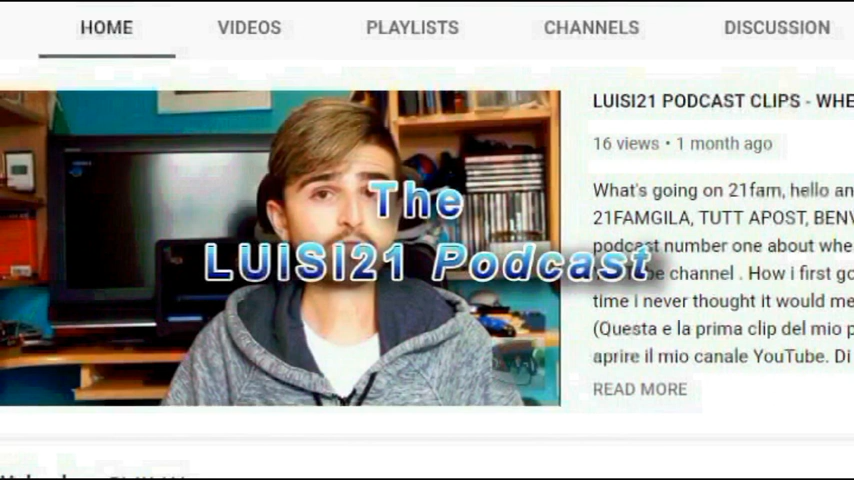 HOME VIDEOS PLAYLISTS CHANNELS DISCUSSION
The
LUISI21 Podcast
LUISI21 PODCAST CLIPS - WHE
16 views • 1 month ago
What's going on 21fam, hello an
21FAMGILA, TUTT APOST, BENV
podcast number one about whe
be channel . How i first go
time i never thought it would me
(Questa e la prima clip del mio p
aprire il mio canale YouTube. Di
READ MORE